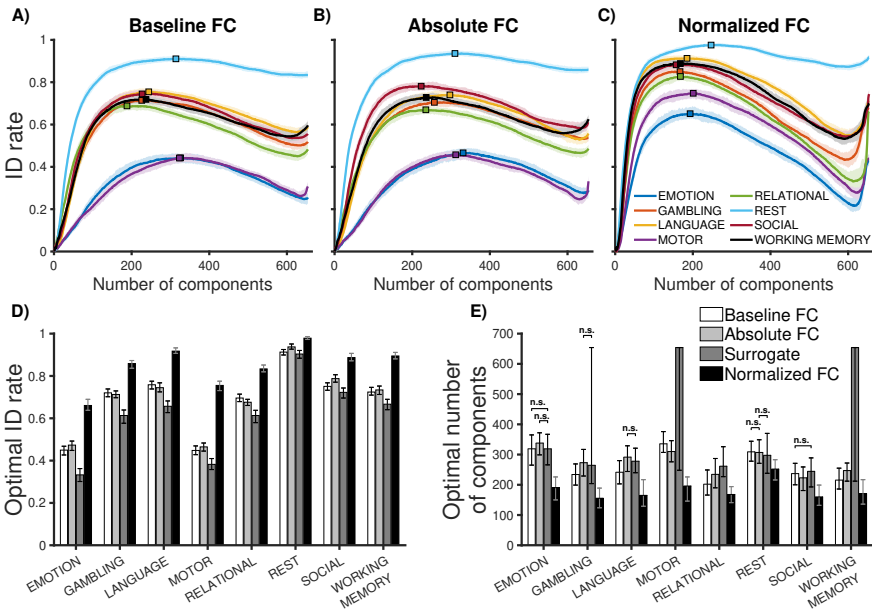 A) Baseline FC
B) Absolute FC
C) Normalized FC
ID rate
1
0.8
0.6
0.4
0.2
0
0 200 400 600
Number of components
0 200 400 600
Number of components
0 200 400 600
Number of components
EMOTION
GAMBLING
LANGUAGE
MOTOR
RELATIONAL
REST
SOCIAL
WORKING MEMORY
D)
Optimal ID rate
1
0.8
0.6
0.4
0.2
0
EMOTION
GAMBLING
LANGUAGE
MOTOR
RELATIONAL
REST
SOCIAL
WORKING
MEMORY
E)
Baseline FC
Absolute FC
Surrogate
Normalized FC
Optimal number
of components
700
600
500
400
300
200
100
0
n.s.
n.s.
n.s.
n.s.
n.s.
n.s.
n.s.
EMOTION
GAMBLING
LANGUAGE
MOTOR
RELATIONAL
REST
SOCIAL
WORKING
MEMORY